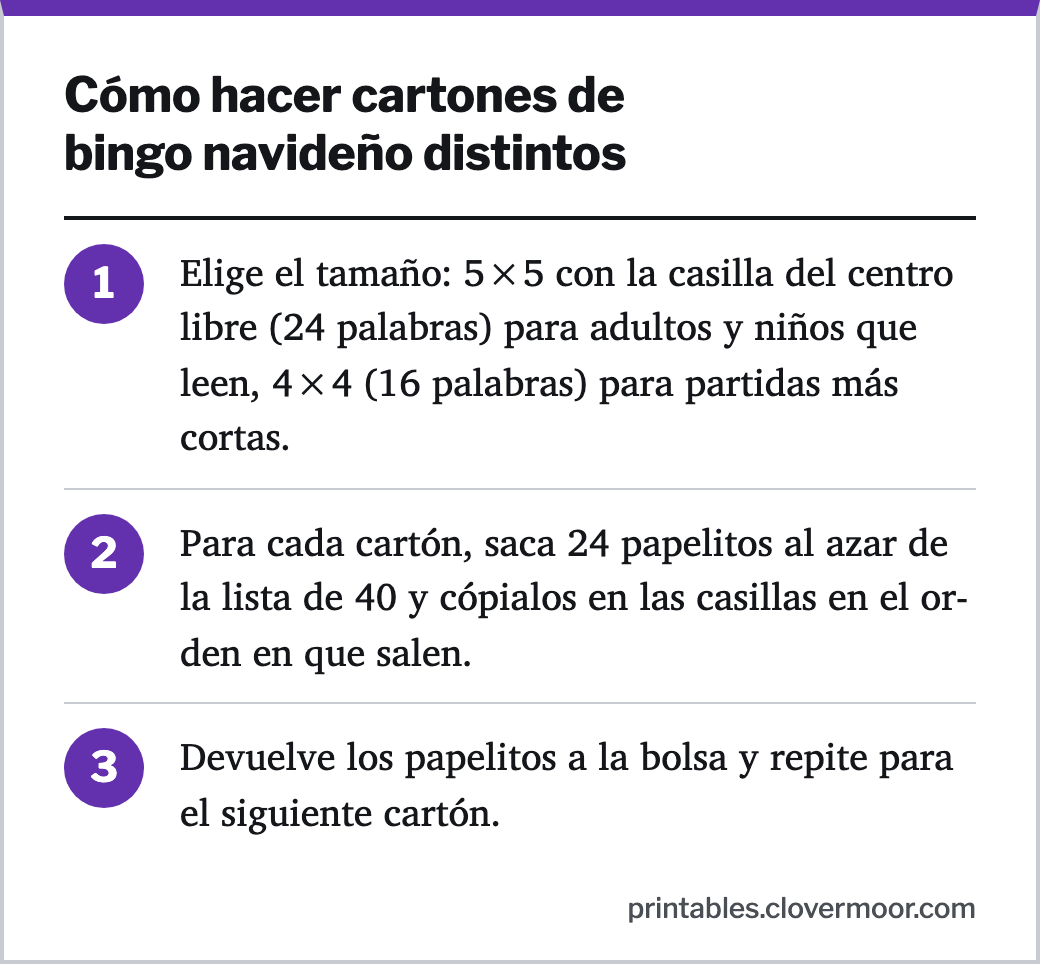 Cómo hacer cartones de
bingo navideño distintos
1
Elige el tamaño: 5×5 con la casilla del centro
libre (24 palabras) para adultos y niños que
leen, 4×4 (16 palabras) para partidas más
cortas.
2
Para cada cartón, saca 24 papelitos al azar de
la lista de 40 y cópialos en las casillas en el or-
den en que salen.
3
Devuelve los papelitos a la bolsa y repite para
el siguiente cartón.
printables.clovermoor.com